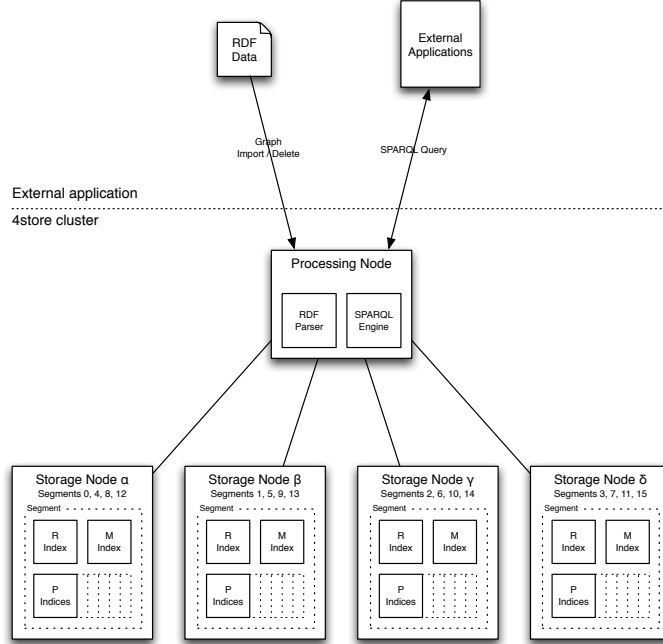 RDF
Data
External
Applications
Graph
Import / Delete
SPARQL Query
External application
4store cluster
Processing Node
RDF
Parser
SPARQL
Engine
Storage Node α
Segments 0, 4, 8, 12
Segment
R
Index
M
Index
P
Indices
Storage Node β
Segments 1, 5, 9, 13
Segment
R
Index
M
Index
P
Indices
Storage Node γ
Segments 2, 6, 10, 14
Segment
R
Index
M
Index
P
Indices
Storage Node δ
Segments 3, 7, 11, 15
Segment
R
Index
M
Index
P
Indices